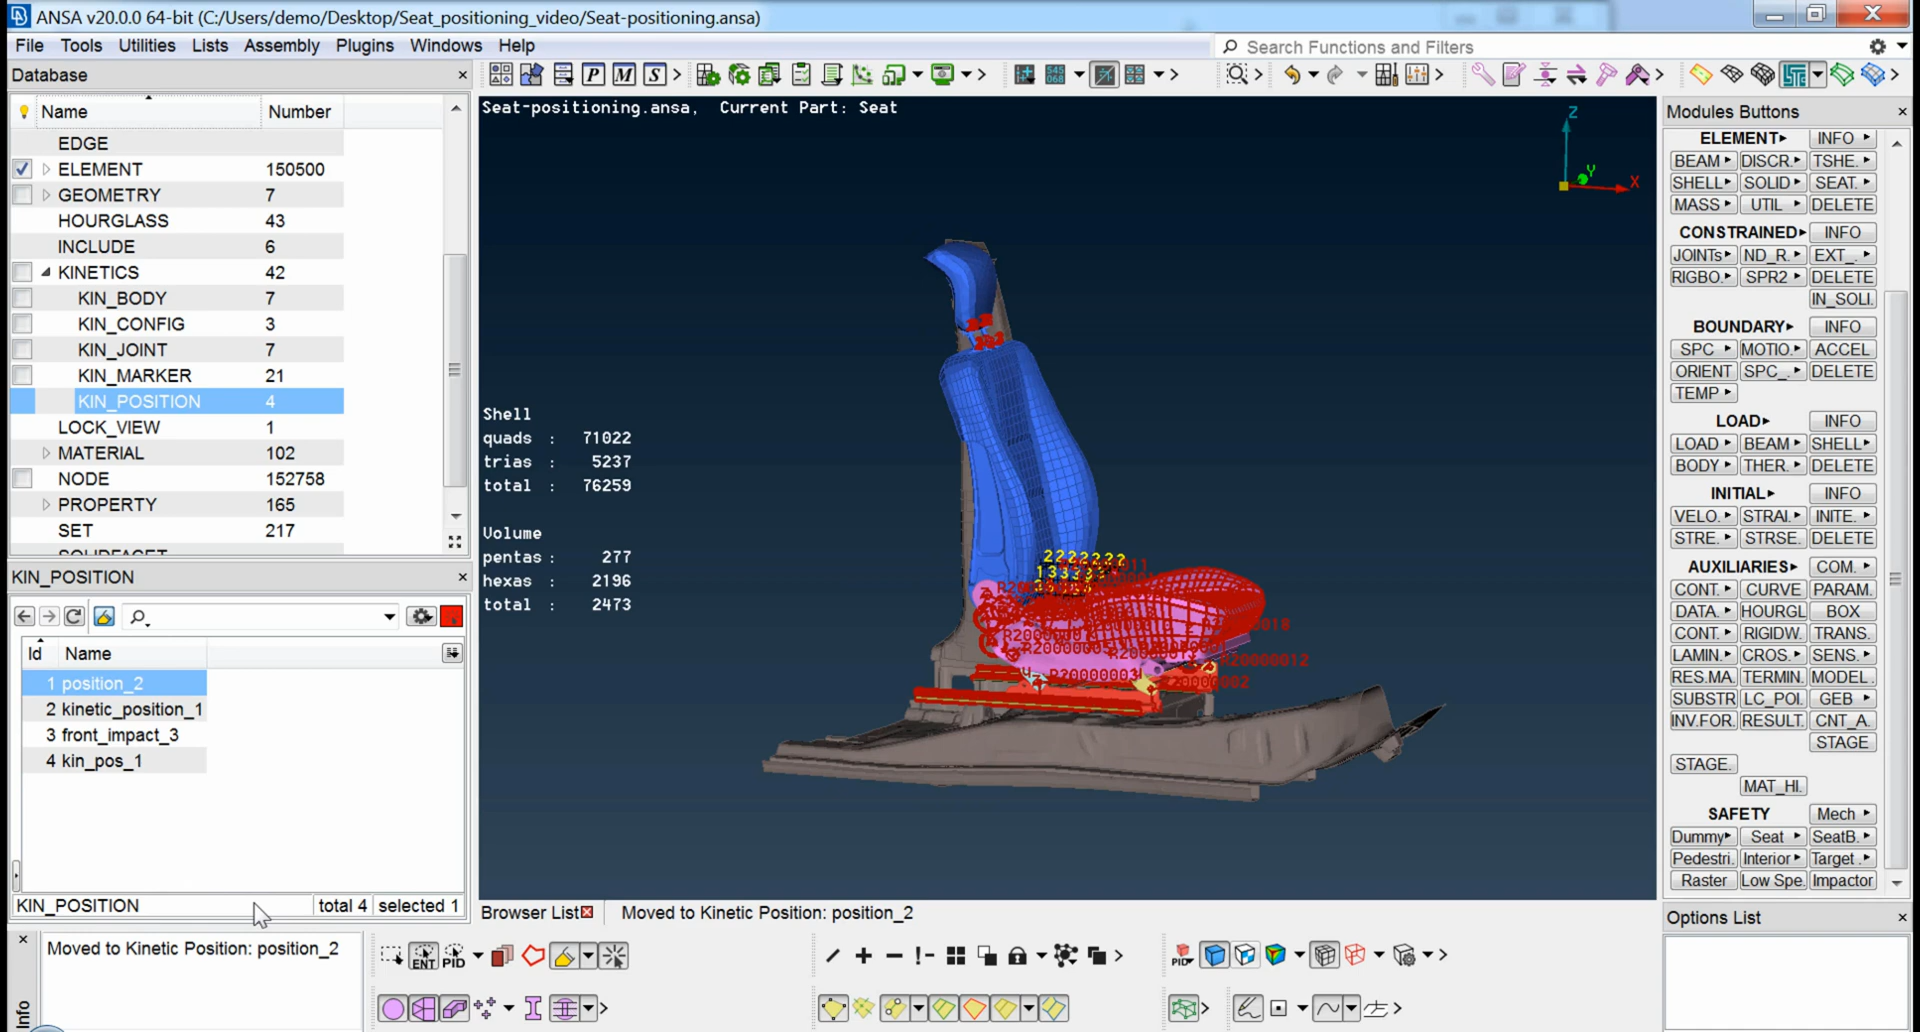 ANSA v20.0.0 64-bit (C:/Users/demo/Desktop/Seat_positioning_video/Seat-positioning.ansa)
File Tools Utilities Lists Assembly Plugins Windows Help
Search Functions and Filters
Database
Name Number
EDGE
ELEMENT 150500
GEOMETRY 7
HOURGLASS 43
INCLUDE 6
KINETICS 42
KIN_BODY 7
KIN_CONFIG 3
KIN_JOINT 7
KIN_MARKER 21
KIN_POSITION 4
LOCK_VIEW 1
MATERIAL 102
NODE 152758
PROPERTY 165
SET 217
KIN_POSITION
Id Name
1 position_2
2 kinetic_position_1
3 front_impact_3
4 kin_pos_1
KIN_POSITION total 4 selected 1
Moved to Kinetic Position: position_2
Info
P M S
Seat-positioning.ansa, Current Part: Seat
Z
Y
X
Shell
quads : 71022
trias : 5237
total : 76259
Volume
pentas : 277
hexas : 2196
total : 2473
R20000012
Browser List Moved to Kinetic Position: position_2
ENT PID
PID
Modules Buttons
ELEMENT INFO
BEAM DISCR. TSHE.
SHELL SOLID SEAT.
MASS UTIL DELETE
CONSTRAINED INFO
JOINTs ND_R. EXT_.
RIGBO. SPR2 DELETE
IN_SOLI.
BOUNDARY INFO
SPC MOTIO. ACCEL
ORIENT SPC_. DELETE
TEMP
LOAD INFO
LOAD BEAM SHELL
BODY THER. DELETE
INITIAL INFO
VELO. STRAI. INITE.
STRE. STRSE. DELETE
AUXILIARIES COM.
CONT. CURVE PARAM.
DATA. HOURGL BOX
CONT. RIGIDW. TRANS.
LAMIN. CROS. SENS.
RES.MA. TERMIN. MODEL.
SUBSTR LC_POI. GEB
INV.FOR. RESULT. CNT_A.
STAGE
STAGE.
MAT_HI.
SAFETY Mech
Dummy Seat SeatB.
Pedestri. Interior Target.
Raster Low Spe. Impactor
Options List